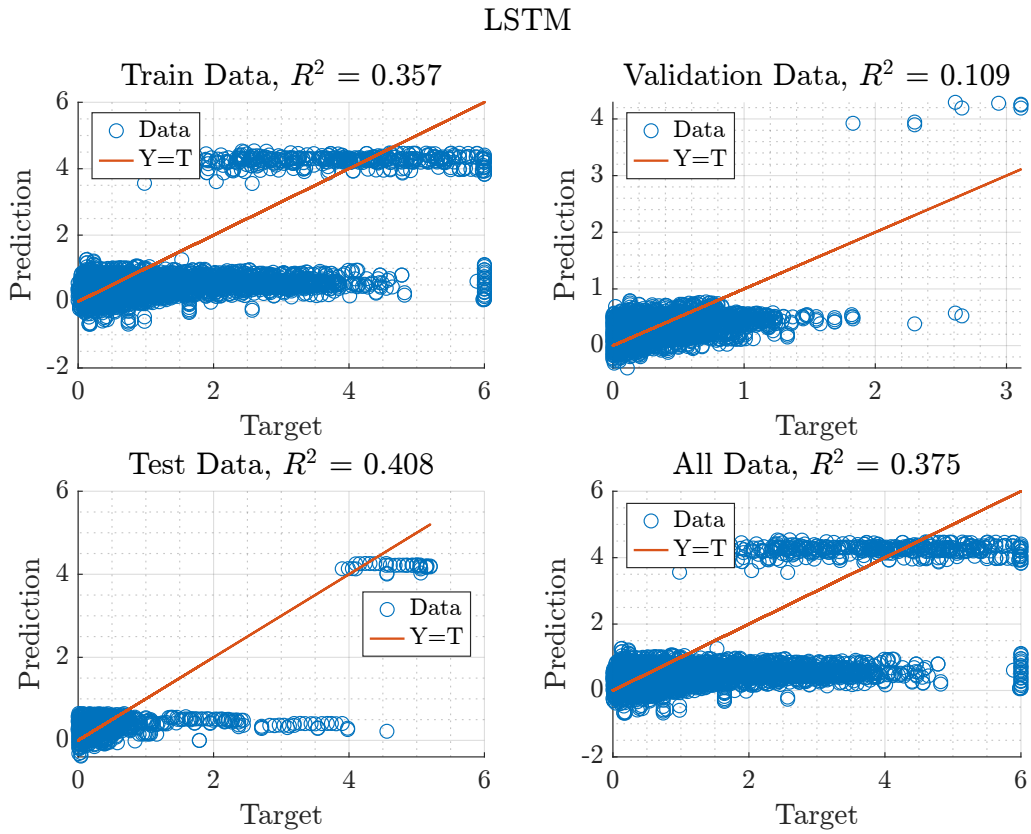 LSTM
Train Data, R² = 0.357
6
4
2
0
-2
Prediction
Data
Y=T
0
2
4
6
Target
Validation Data, R² = 0.109
4
3
2
1
0
Prediction
Data
Y=T
0
1
2
3
Target
Test Data, R² = 0.408
6
4
2
0
Prediction
Data
Y=T
0
2
4
6
Target
All Data, R² = 0.375
6
4
2
0
-2
Prediction
Data
Y=T
0
2
4
6
Target